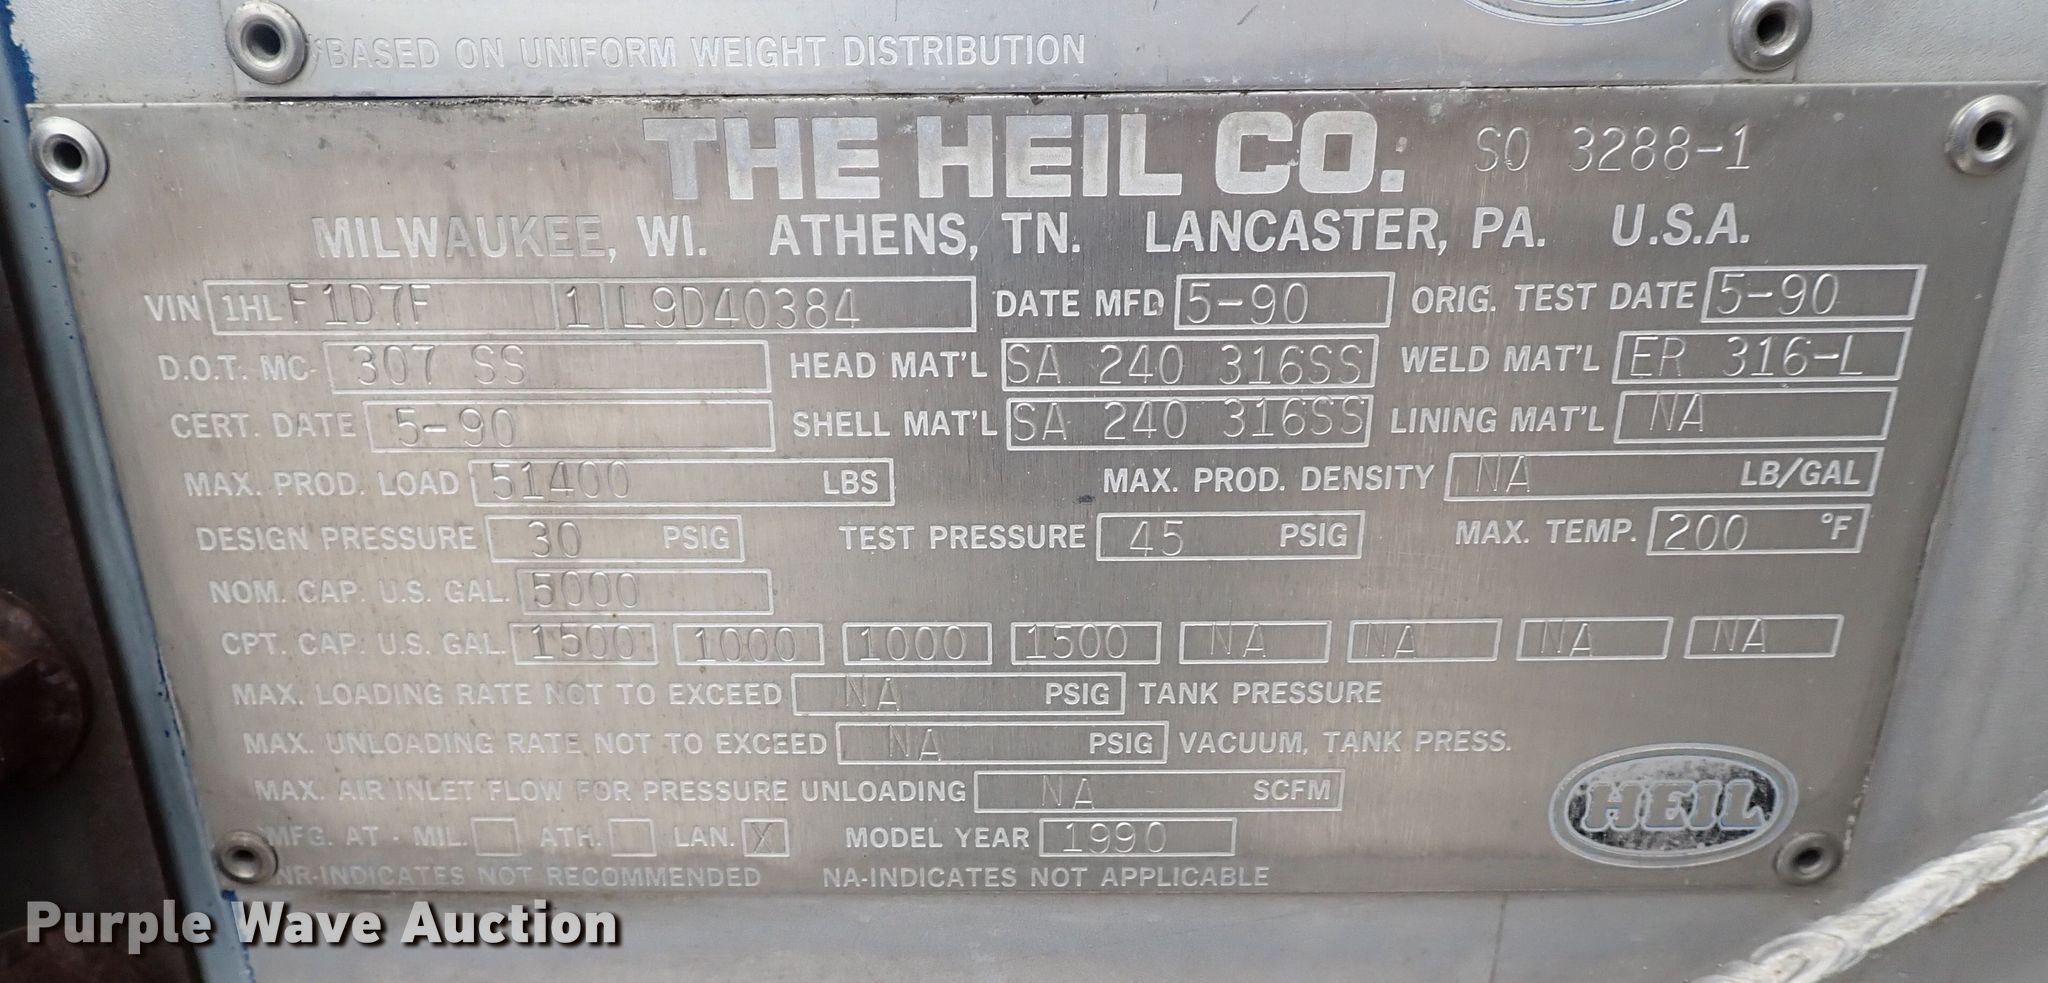 *BASED ON UNIFORM WEIGHT DISTRIBUTION
THE HEIL CO. SO 3288-1
MILWAUKEE, WI. ATHENS, TN. LANCASTER, PA. U.S.A.
VIN 1HL F1D7F 1 L9D40384 DATE MFD 5-90 ORIG. TEST DATE 5-90
D.O.T. MC- 307 SS HEAD MAT'L SA 240 316SS WELD MAT'L ER 316-L
CERT. DATE 5-90 SHELL MAT'L SA 240 316SS LINING MAT'L NA
MAX. PROD. LOAD 51400 LBS MAX. PROD. DENSITY NA LB/GAL
DESIGN PRESSURE 30 PSIG TEST PRESSURE 45 PSIG MAX. TEMP. 200 °F
NOM. CAP. U.S. GAL. 5000
CPT. CAP. U.S. GAL. 1500 1000 1000 1500 NA NA NA NA
MAX. LOADING RATE NOT TO EXCEED NA PSIG TANK PRESSURE
MAX. UNLOADING RATE NOT TO EXCEED NA PSIG VACUUM, TANK PRESS.
MAX. AIR INLET FLOW FOR PRESSURE UNLOADING NA SCFM
MFG. AT - MIL. ATH. LAN. X MODEL YEAR 1990
HEIL
NR-INDICATES NOT RECOMMENDED NA-INDICATES NOT APPLICABLE
Purple Wave Auction